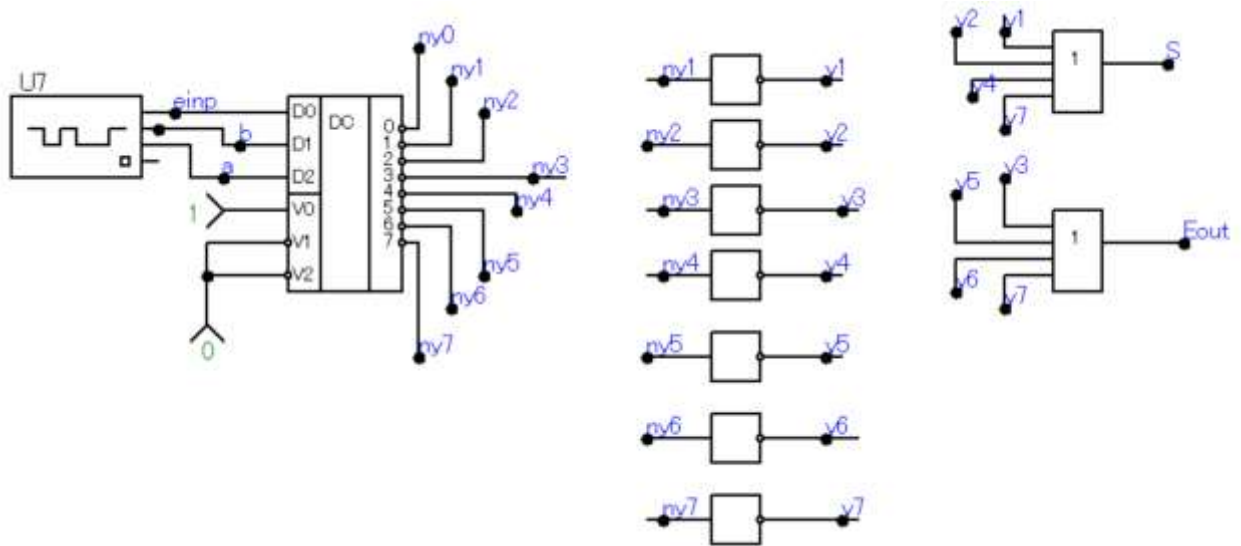 U7
einp
b
a
1
0
D0
D1
D2
V0
V1
V2
DC
0
1
2
3
4
5
6
7
ny0
ny1
ny2
ny3
ny4
ny5
ny6
ny7
ny1 y1
ny2 y2
ny3 y3
ny4 y4
ny5 y5
ny6 y6
ny7 y7
y2 y1
1
S
y4
y7
y3
y5
1
Eout
y6 y7